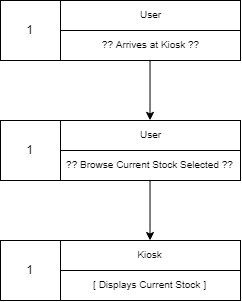 1
User
?? Arrives at Kiosk ??
1
User
?? Browse Current Stock Selected ??
1
Kiosk
[ Displays Current Stock ]